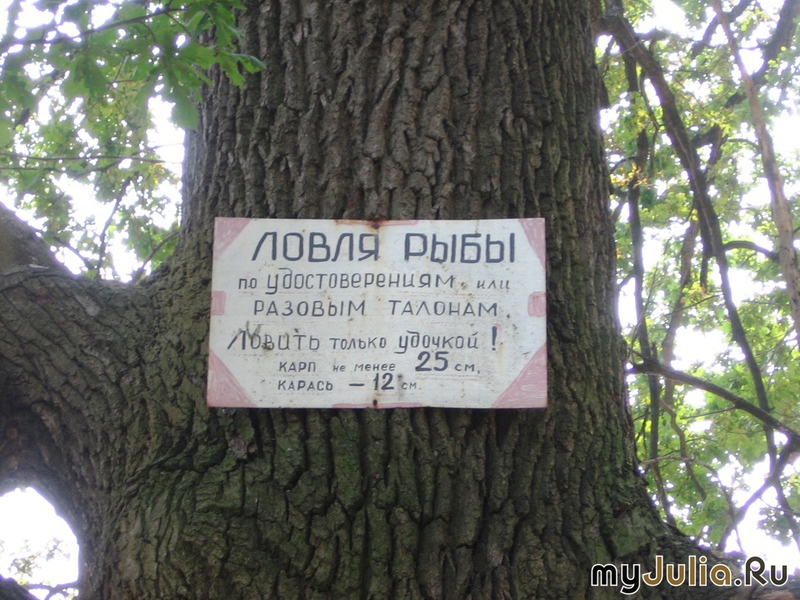 ЛОВЛЯ РЫБЫ
по удостоверениям, или
РАЗОВЫМ ТАЛОНАМ.
Ловить только удочкой!
КАРП не менее 25 см,
КАРАСЬ – 12 см.
myJulia.Ru